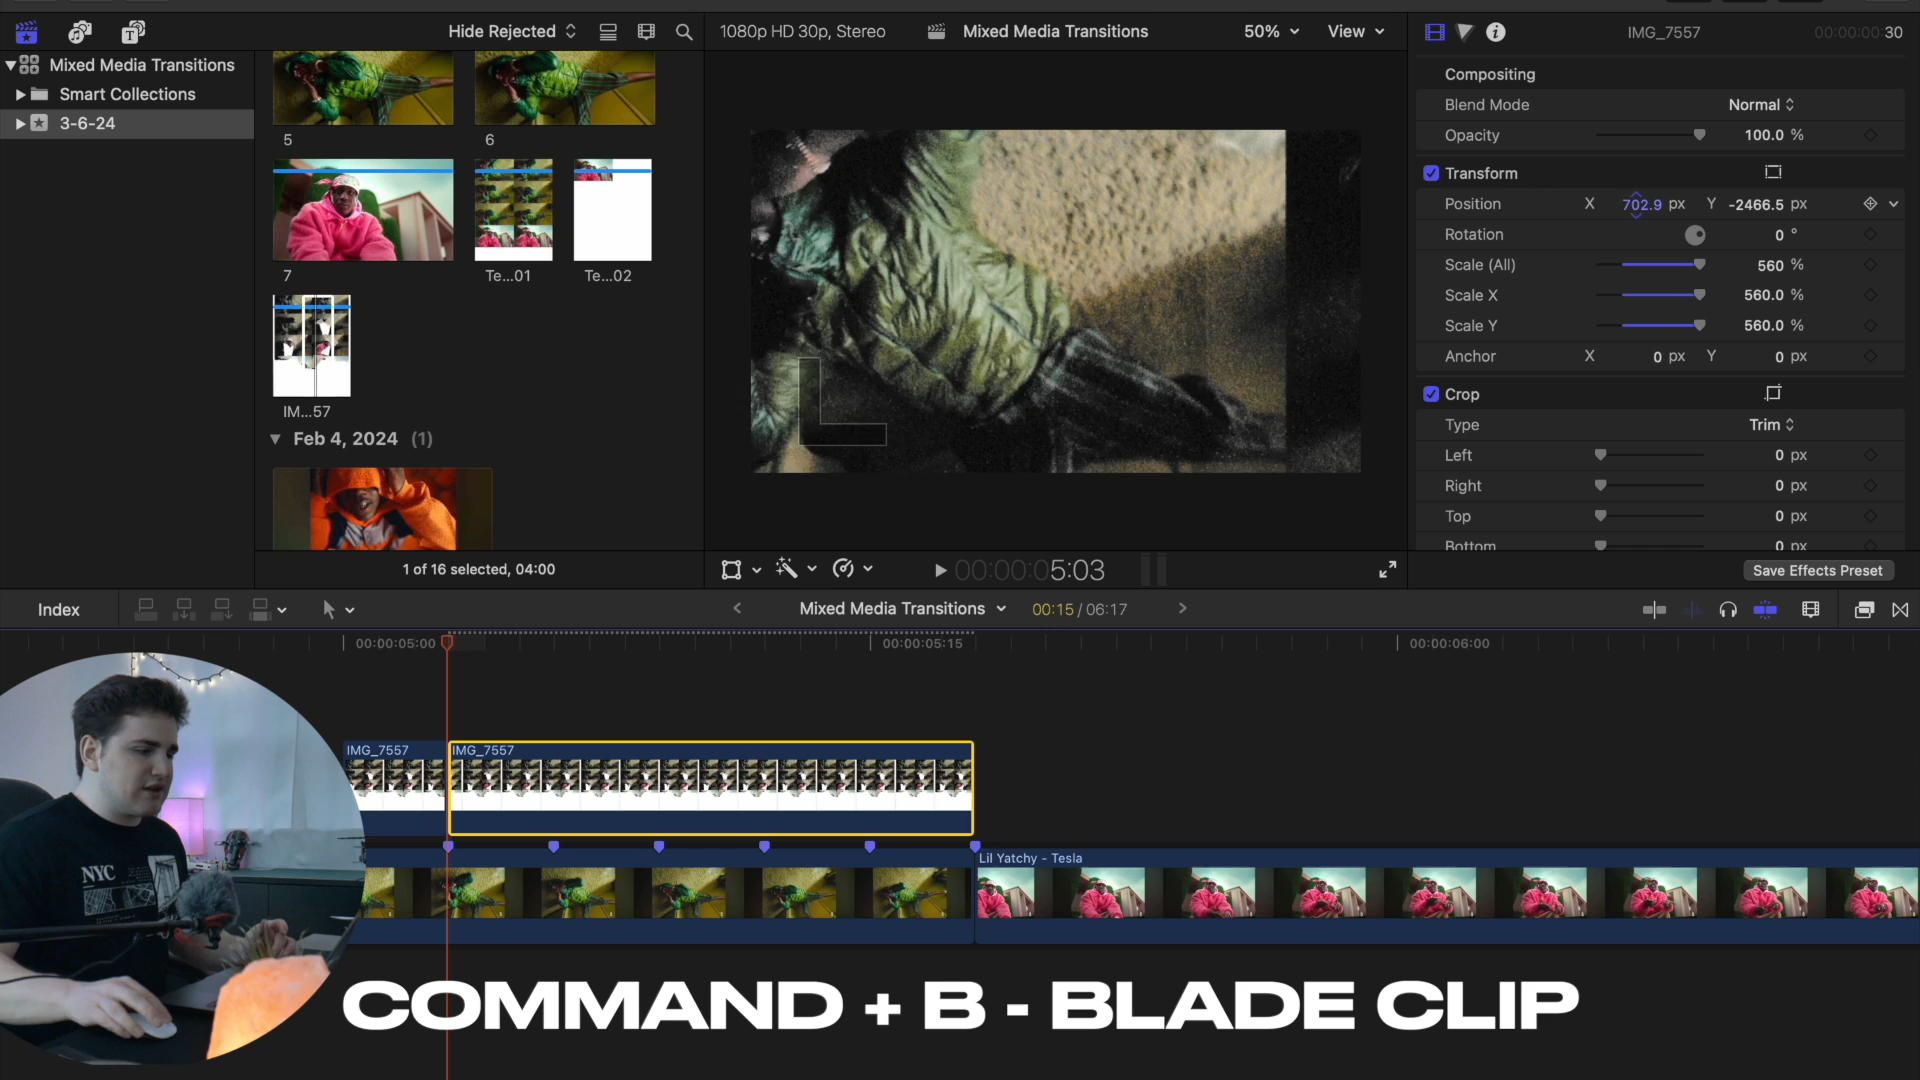 Hide Rejected
1080p HD 30p, Stereo
Mixed Media Transitions
50%
View
IMG_7557
00:00:00:30
Mixed Media Transitions
Smart Collections
3-6-24
5
6
7
Te...01
Te...02
IM...57
Feb 4, 2024 (1)
1 of 16 selected, 04:00
00:00:00:5:03
Compositing
Blend Mode Normal
Opacity 100.0 %
Transform
Position X 702.9 px Y -2466.5 px
Rotation 0 °
Scale (All) 560 %
Scale X 560.0 %
Scale Y 560.0 %
Anchor X 0 px Y 0 px
Crop
Type Trim
Left 0 px
Right 0 px
Top 0 px
Bottom 0 px
Save Effects Preset
Index
Mixed Media Transitions
00:15 / 06:17
00:00:05:00
00:00:05:15
00:00:06:00
IMG_7557
IMG_7557
Lil Yatchy - Tesla
NYC
COMMAND + B - BLADE CLIP